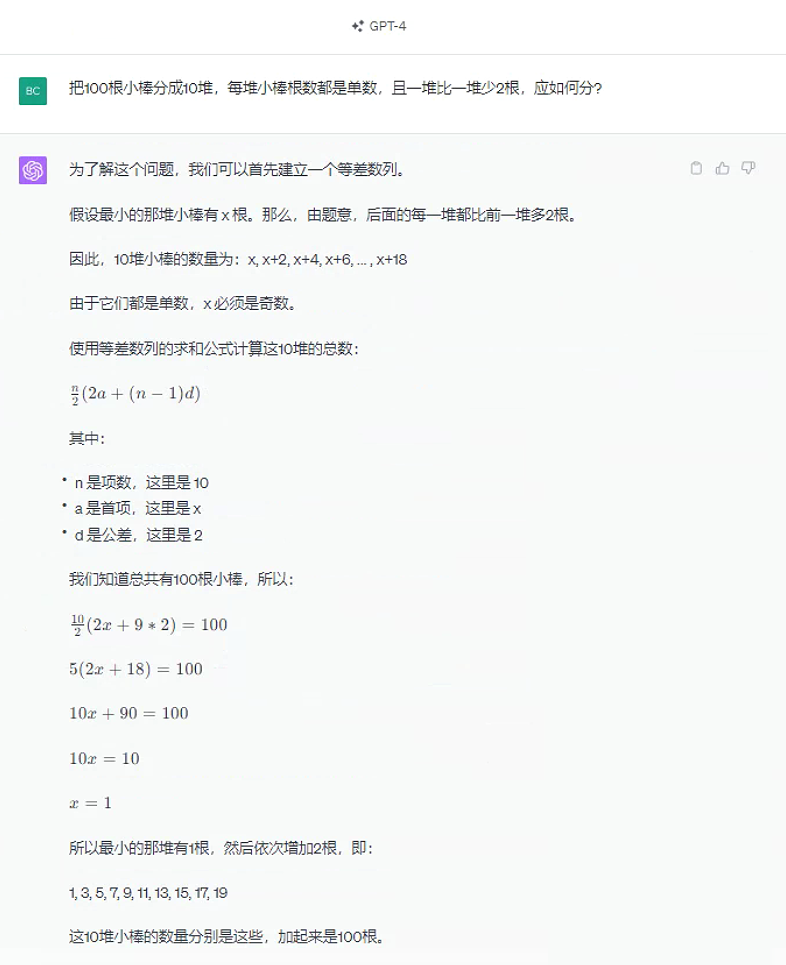 GPT-4
BC
把100根小棒分成10堆，每堆小棒根数都是单数，且一堆比一堆少2根，应如何分?
为了解这个问题，我们可以首先建立一个等差数列。
假设最小的那堆小棒有 x 根。那么，由题意，后面的每一堆都比前一堆多2根。
因此，10堆小棒的数量为：x, x+2, x+4, x+6, ... , x+18
由于它们都是单数，x 必须是奇数。
使用等差数列的求和公式计算这10堆的总数：
$\frac{n}{2}(2a + (n - 1)d)$
其中：
• n 是项数，这里是 10
• a 是首项，这里是 x
• d 是公差，这里是 2
我们知道总共有100根小棒，所以：
$\frac{10}{2}(2x + 9 * 2) = 100$
5(2x + 18) = 100
10x + 90 = 100
10x = 10
x = 1
所以最小的那堆有1根，然后依次增加2根，即：
1, 3, 5, 7, 9, 11, 13, 15, 17, 19
这10堆小棒的数量分别是这些，加起来是100根。